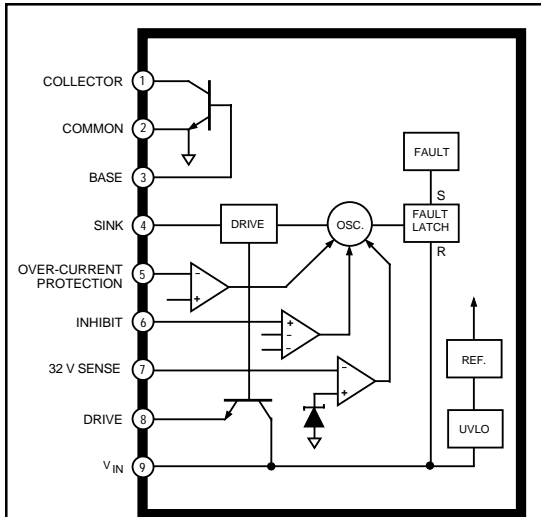 COLLECTOR 1
COMMON 2
BASE 3
SINK 4
OVER-CURRENT 5
PROTECTION
INHIBIT 6
32 V SENSE 7
DRIVE 8
V IN 9
DRIVE
OSC.
FAULT
S
FAULT
LATCH
R
–
+
+
–
–
–
+
REF.
UVLO